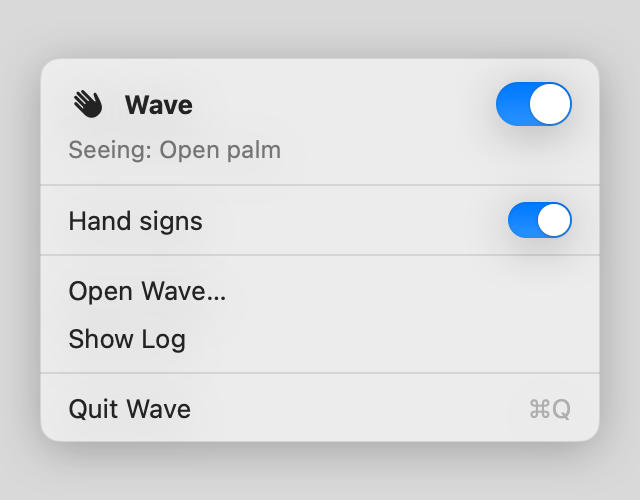 Wave
Seeing: Open palm
Hand signs
Open Wave...
Show Log
Quit Wave ⌘Q